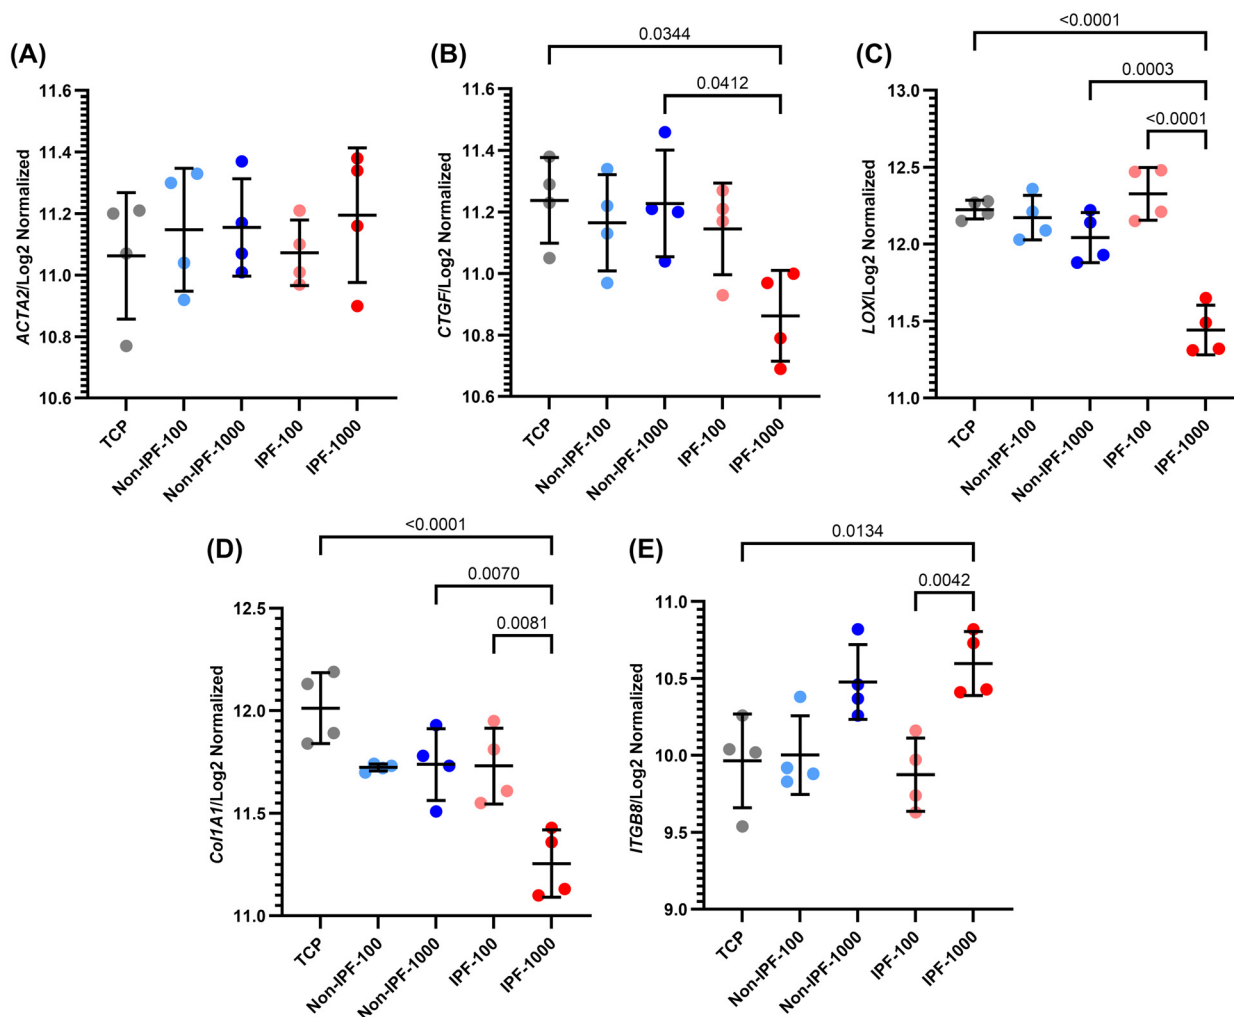 (A)
ACTA2/Log2 Normalized
11.6
11.4
11.2
11.0
10.8
10.6
TCP
Non-IPF-100
Non-IPF-1000
IPF-100
IPF-1000
(B)
0.0344
0.0412
CTGF/Log2 Normalized
11.6
11.4
11.2
11.0
10.8
10.6
TCP
Non-IPF-100
Non-IPF-1000
IPF-100
IPF-1000
(C)
<0.0001
0.0003
<0.0001
LOX/Log2 Normalized
13.0
12.5
12.0
11.5
11.0
TCP
Non-IPF-100
Non-IPF-1000
IPF-100
IPF-1000
(D)
<0.0001
0.0070
0.0081
Col1A1/Log2 Normalized
12.5
12.0
11.5
11.0
TCP
Non-IPF-100
Non-IPF-1000
IPF-100
IPF-1000
(E)
0.0134
0.0042
ITGB8/Log2 Normalized
11.0
10.5
10.0
9.5
9.0
TCP
Non-IPF-100
Non-IPF-1000
IPF-100
IPF-1000